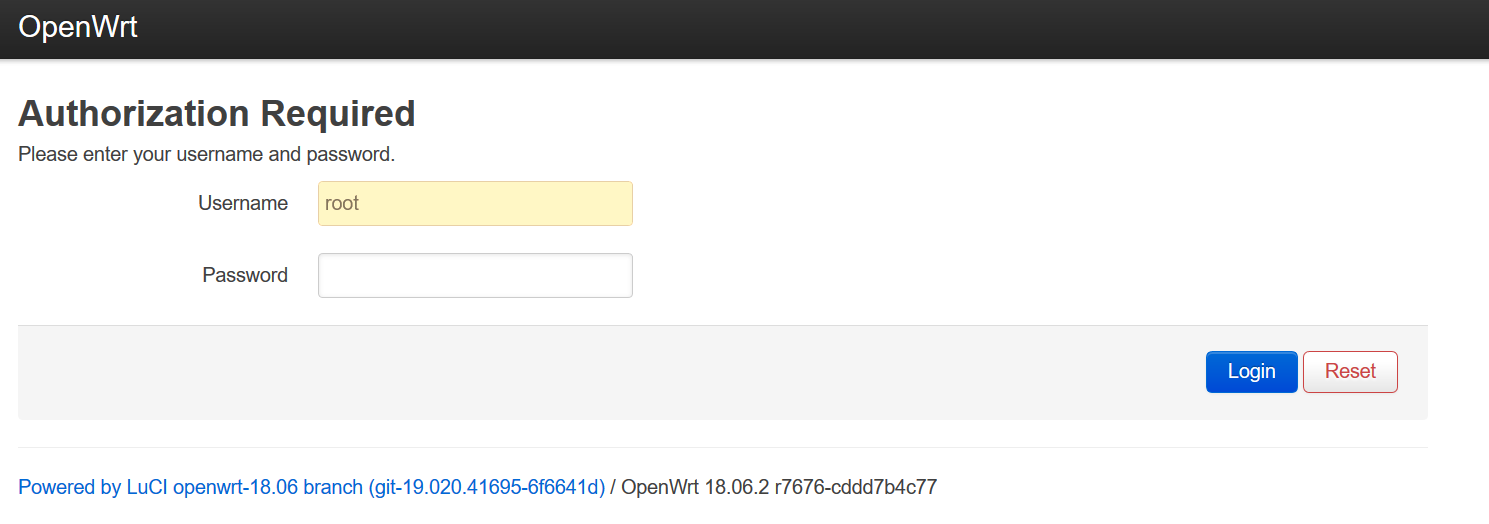 OpenWrt
Authorization Required
Please enter your username and password.
Username root
Password
Login Reset
Powered by LuCI openwrt-18.06 branch (git-19.020.41695-6f6641d) / OpenWrt 18.06.2 r7676-cddd7b4c77